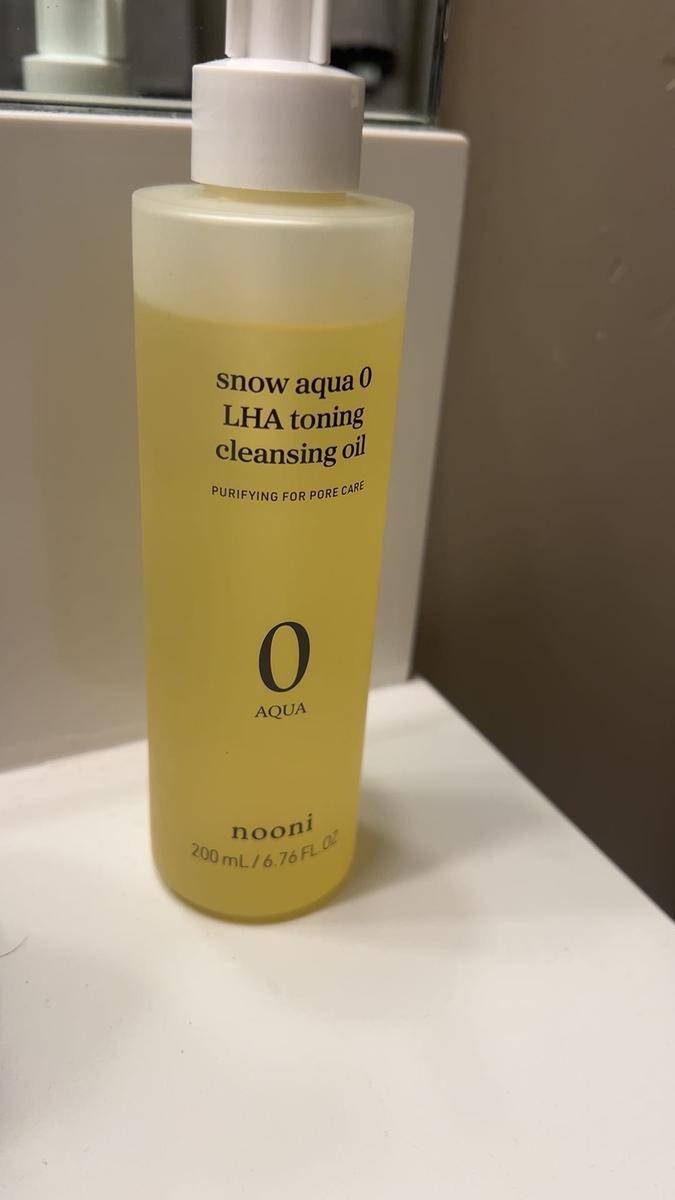 snow aqua 0
LHA toning
cleansing oil
PURIFYING FOR PORE CARE
0
AQUA
nooni
200 mL / 6.76 FL.OZ